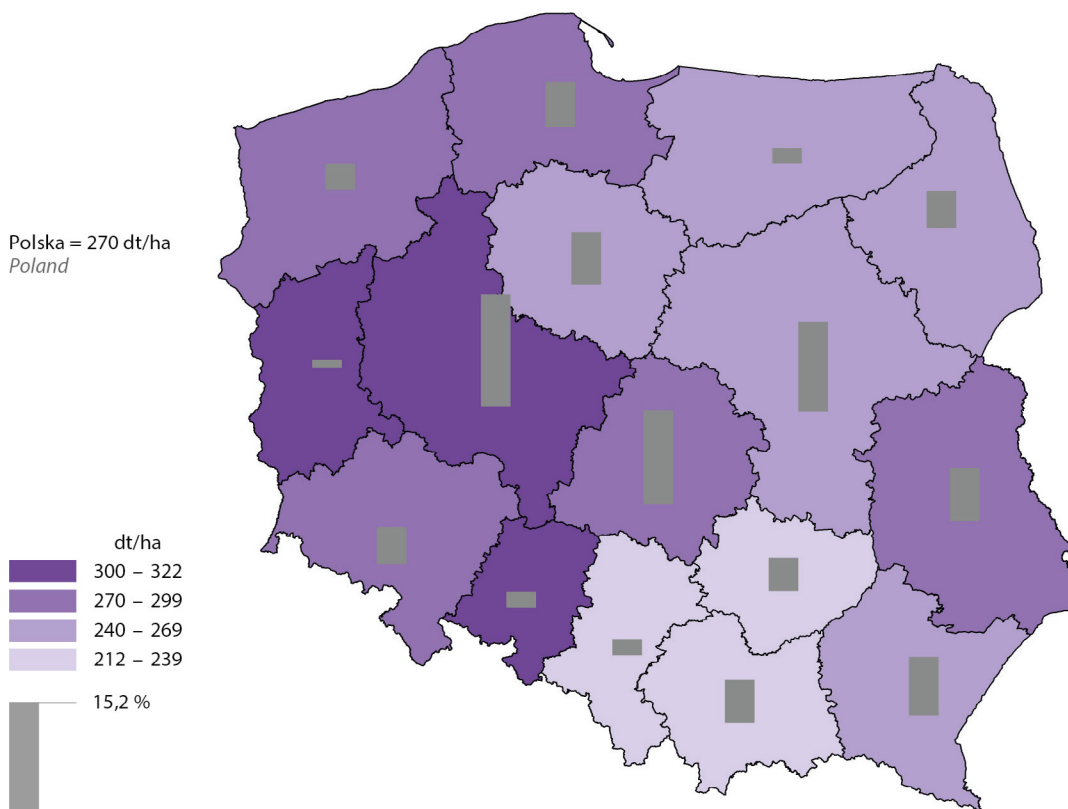 Polska = 270 dt/ha
Poland
dt/ha
300 – 322
270 – 299
240 – 269
212 – 239
15,2 %